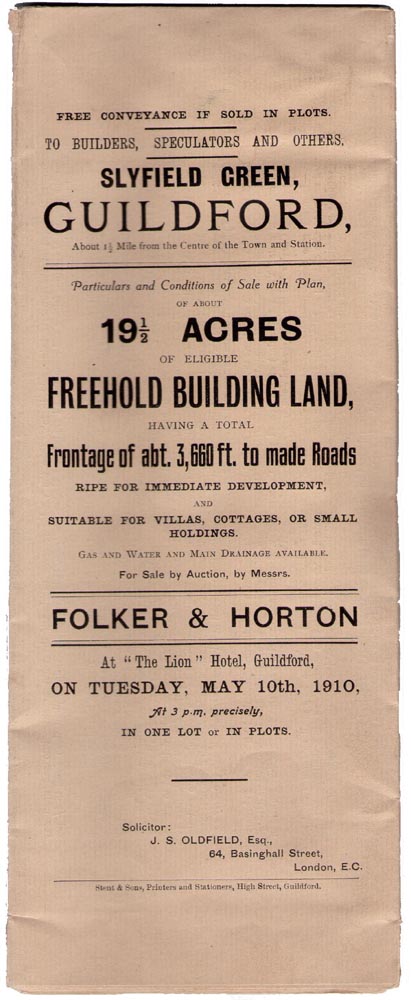 FREE CONVEYANCE IF SOLD IN PLOTS.
TO BUILDERS, SPECULATORS AND OTHERS.
SLYFIELD GREEN,
GUILDFORD,
About 1½ Mile from the Centre of the Town and Station.
Particulars and Conditions of Sale with Plan,
OF ABOUT
19½ ACRES
OF ELIGIBLE
FREEHOLD BUILDING LAND,
HAVING A TOTAL
Frontage of abt. 3,660 ft. to made Roads
RIPE FOR IMMEDIATE DEVELOPMENT,
AND
SUITABLE FOR VILLAS, COTTAGES, OR SMALL
HOLDINGS.
GAS AND WATER AND MAIN DRAINAGE AVAILABLE.
For Sale by Auction, by Messrs.
FOLKER & HORTON
At "The Lion" Hotel, Guildford,
ON TUESDAY, MAY 10th, 1910,
At 3 p.m. precisely,
IN ONE LOT or IN PLOTS.
Solicitor:
J. S. OLDFIELD, Esq.,
64, Basinghall Street,
London, E.C.
Stent & Sons, Printers and Stationers, High Street, Guildford.